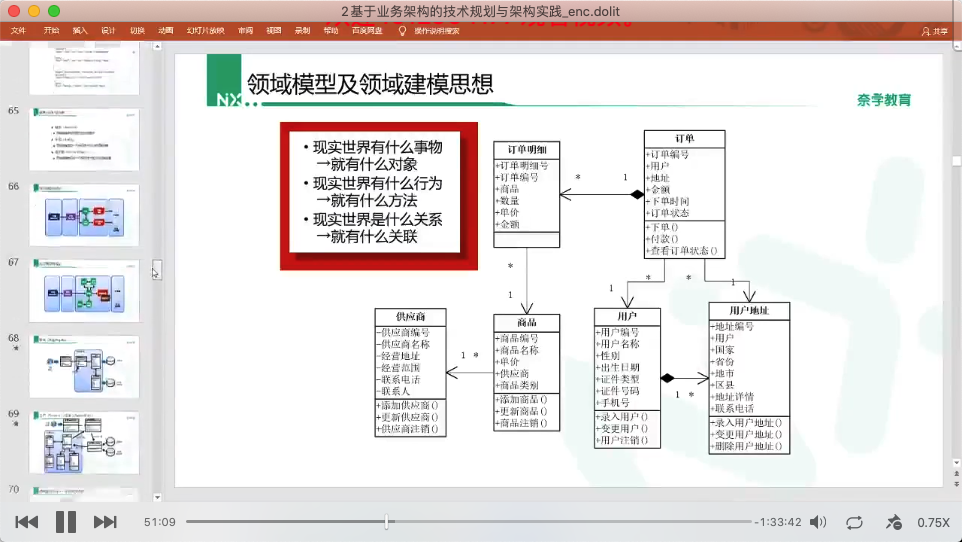 2基于业务架构的技术规划与架构实践_enc.dolit
文件 开始 插入 设计 切换 动画 幻灯片放映 审阅 视图 录制 帮助 百度网盘 操作说明搜索 共享
65
66
67
68
69
70
领域模型及领域建模思想
NX
奈学教育
• 现实世界有什么事物
→就有什么对象
• 现实世界有什么行为
→就有什么方法
• 现实世界是什么关系
→就有什么关联
订单明细
+订单明细号
+订单编号
+商品
+数量
+单价
+金额
* 1
订单
+订单编号
+用户
+地址
+金额
+下单时间
+订单状态
+下单()
+付款()
+查看订单状态()
*
1
*
1
*
1
供应商
-供应商编号
-供应商名称
-经营地址
-经营范围
-联系电话
-联系人
+添加供应商()
+更新供应商()
+供应商注销()
1 *
商品
+商品编号
+商品名称
+单价
+供应商
+商品类别
+添加商品()
+更新商品()
+商品注销()
用户
+用户编号
+用户名称
+性别
+出生日期
+证件类型
+证件号码
+手机号
+录入用户()
+变更用户()
+用户注销()
1 *
用户地址
+地址编号
+用户
+国家
+省份
+地市
+区县
+地址详情
+联系电话
+录入用户地址()
+变更用户地址()
+删除用户地址()
51:09
-1:33:42
0.75X